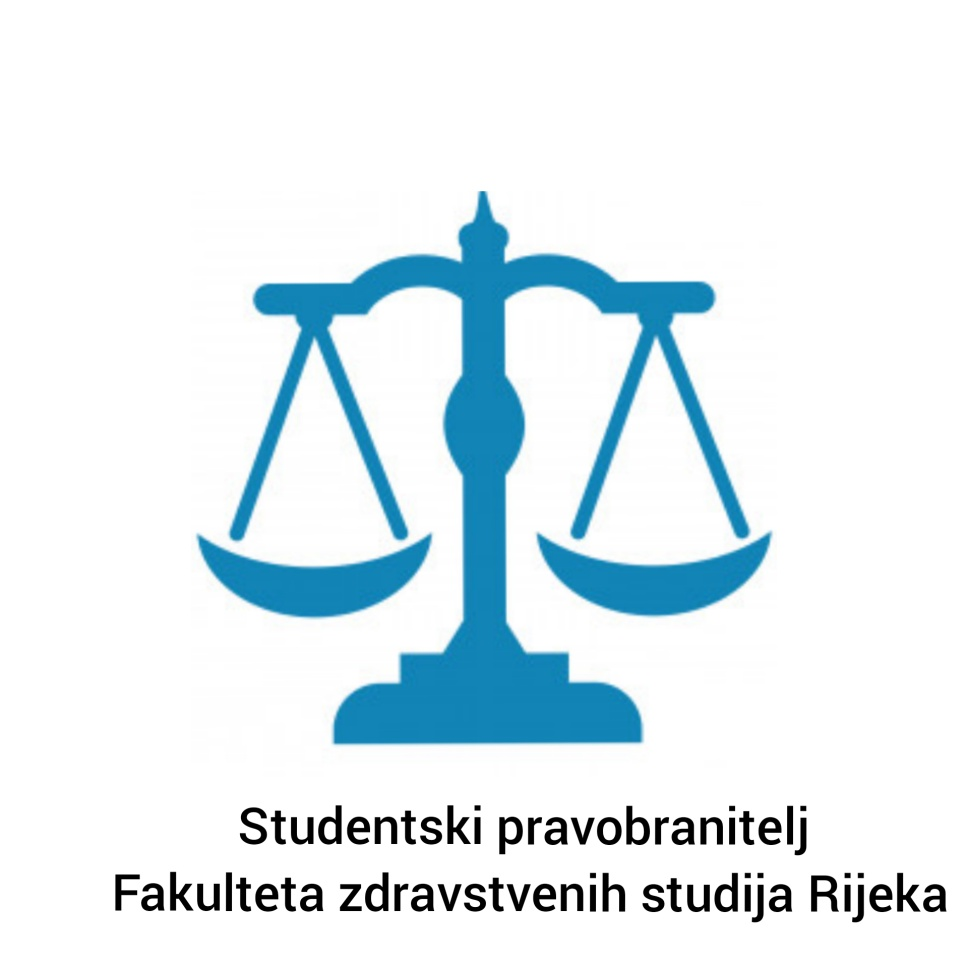 Studentski pravobranitelj
Fakulteta zdravstvenih studija Rijeka